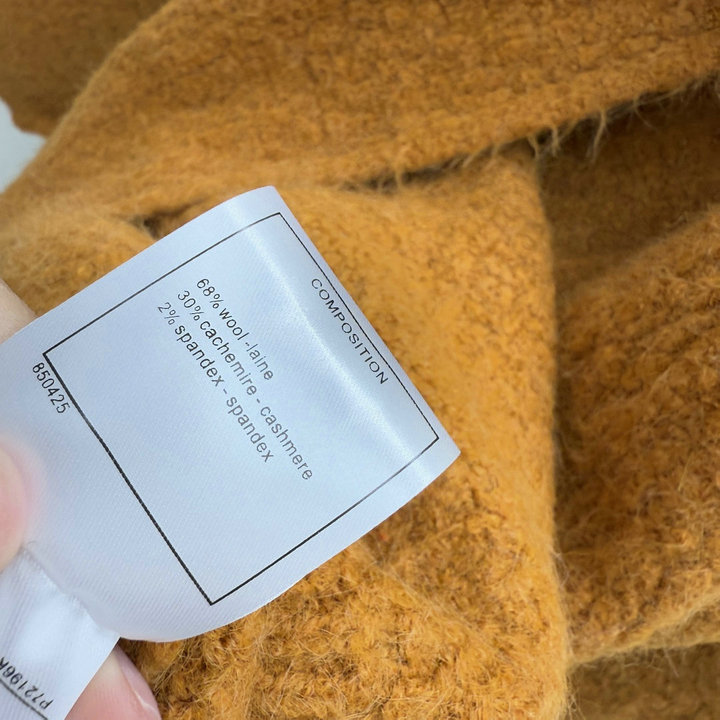 COMPOSITION
68% wool -laine
30% cachemire - cashmere
2% spandex - spandex
850425